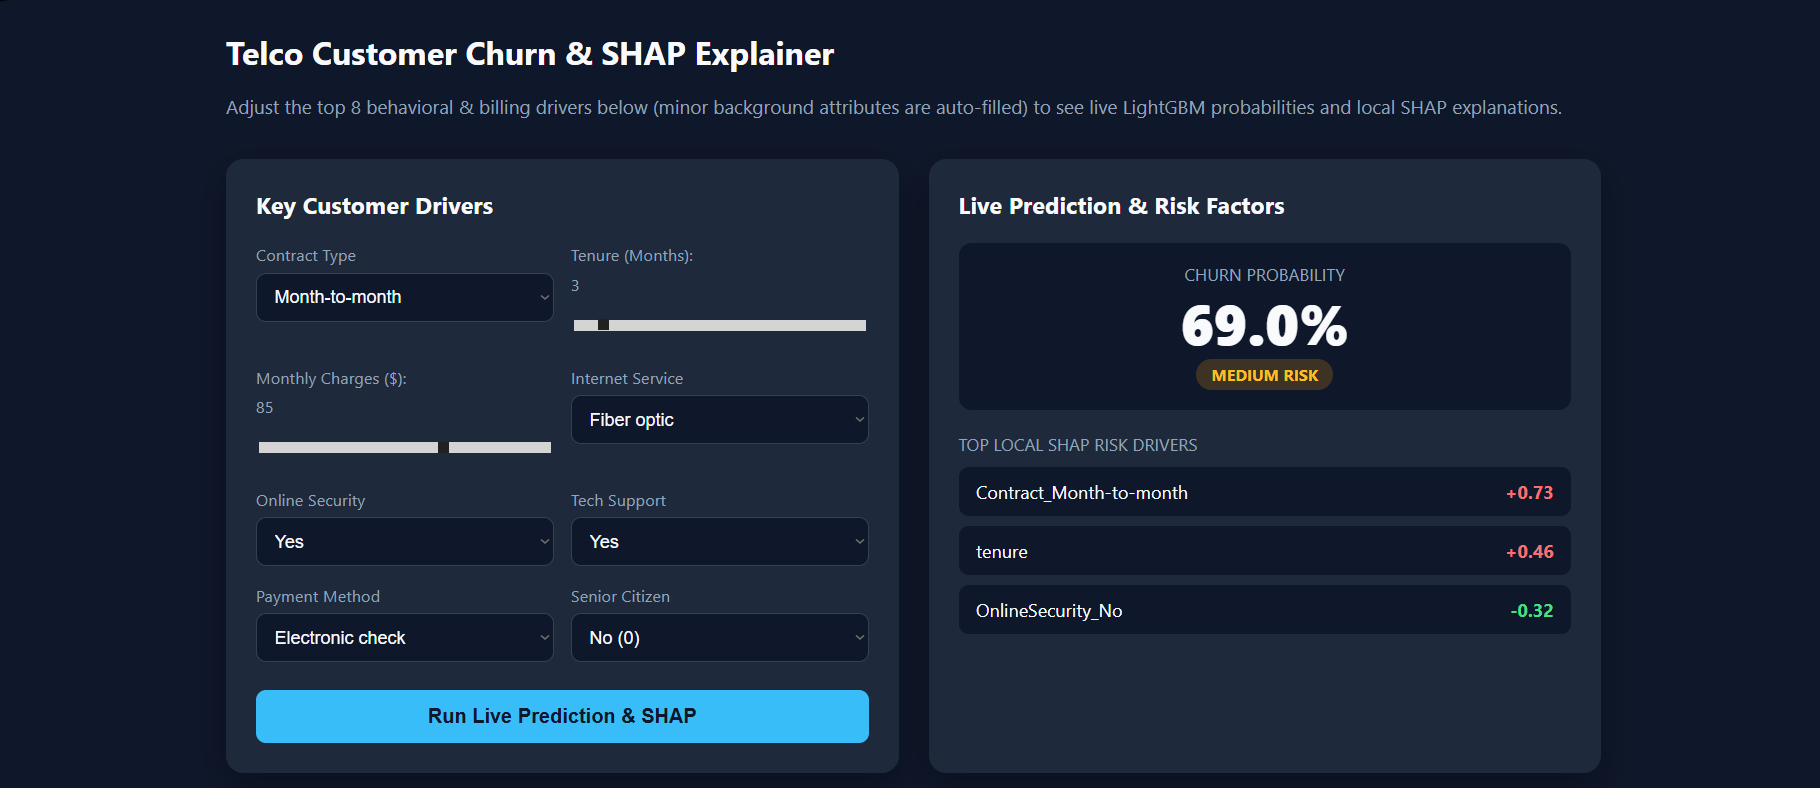 Telco Customer Churn & SHAP Explainer
Adjust the top 8 behavioral & billing drivers below (minor background attributes are auto-filled) to see live LightGBM probabilities and local SHAP explanations.
Key Customer Drivers
Contract Type
Month-to-month
Tenure (Months):
3
Monthly Charges ($):
85
Internet Service
Fiber optic
Online Security
Yes
Tech Support
Yes
Payment Method
Electronic check
Senior Citizen
No (0)
Run Live Prediction & SHAP
Live Prediction & Risk Factors
CHURN PROBABILITY
69.0%
MEDIUM RISK
TOP LOCAL SHAP RISK DRIVERS
Contract_Month-to-month +0.73
tenure +0.46
OnlineSecurity_No -0.32